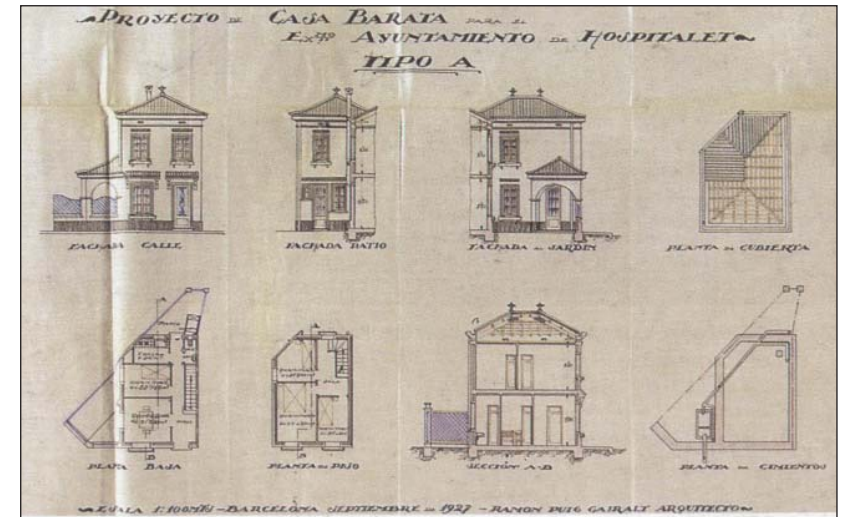 PROYECTO DE CASA BARATA PARA EL
EXMO AYUNTAMIENTO DE HOSPITALET
TIPO A
FACHADA CALLE
FACHADA PATIO
FACHADA AL JARDIN
PLANTA DE CUBIERTA
PLANTA BAJA
PLANTA DE PISO
SECCIÓN A-B
PLANTA DE CIMIENTOS
ESCALA 1:100 - BARCELONA SEPTIEMBRE DE 1927 - RAMON PUIG GAIRALT ARQUITECTO